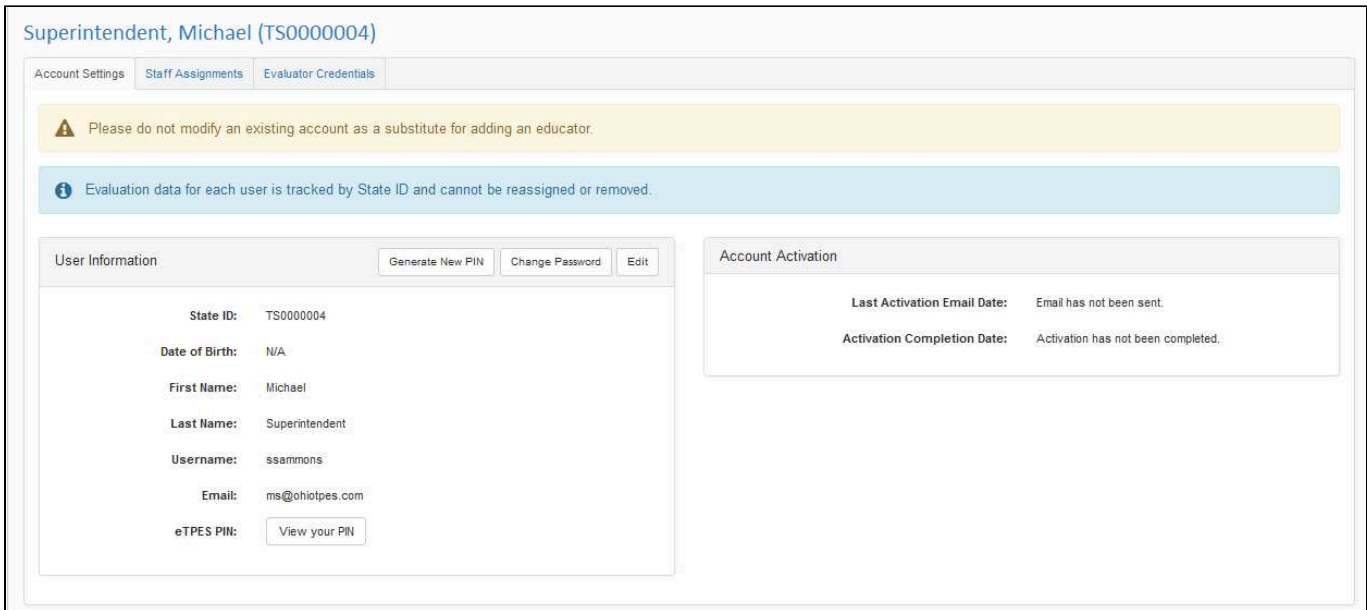 Superintendent, Michael (TS0000004)
Account Settings Staff Assignments Evaluator Credentials
Please do not modify an existing account as a substitute for adding an educator.
Evaluation data for each user is tracked by State ID and cannot be reassigned or removed.
User Information Generate New PIN Change Password Edit
State ID: TS0000004
Date of Birth: N/A
First Name: Michael
Last Name: Superintendent
Username: ssammons
Email: ms@ohiotpes.com
eTPES PIN: View your PIN
Account Activation
Last Activation Email Date: Email has not been sent.
Activation Completion Date: Activation has not been completed.